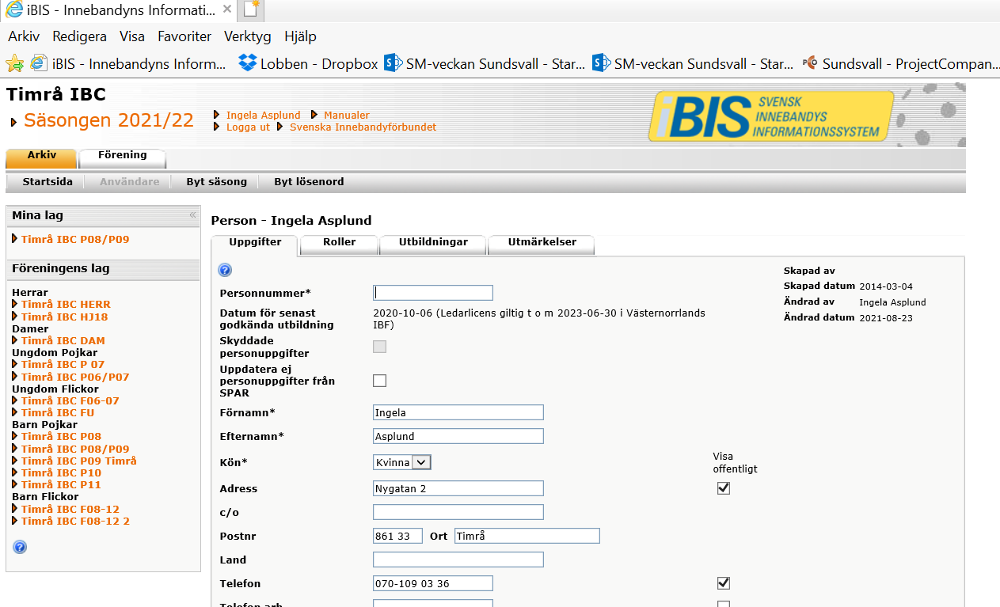 iBIS - Innebandyns Informati...
Arkiv Redigera Visa Favoriter Verktyg Hjälp
iBIS - Innebandyns Inform... Lobben - Dropbox SM-veckan Sundsvall - Star... SM-veckan Sundsvall - Star... Sundsvall - ProjectCompan...
Timrå IBC
Säsongen 2021/22
Ingela Asplund Manualer
Logga ut Svenska Innebandyförbundet
iBIS SVENSK INNEBANDYS INFORMATIONSSYSTEM
Arkiv Förening
Startsida Användare Byt säsong Byt lösenord
Mina lag «
Timrå IBC P08/P09
Föreningens lag
Herrar
Timrå IBC HERR
Timrå IBC HJ18
Damer
Timrå IBC DAM
Ungdom Pojkar
Timrå IBC P 07
Timrå IBC P06/P07
Ungdom Flickor
Timrå IBC F06-07
Timrå IBC FU
Barn Pojkar
Timrå IBC P08
Timrå IBC P08/P09
Timrå IBC P09 Timrå
Timrå IBC P10
Timrå IBC P11
Barn Flickor
Timrå IBC F08-12
Timrå IBC F08-12 2
Person - Ingela Asplund
Uppgifter Roller Utbildningar Utmärkelser
Skapad av
Skapad datum 2014-03-04
Ändrad av Ingela Asplund
Ändrad datum 2021-08-23
Personnummer*
Datum för senast godkända utbildning 2020-10-06 (Ledarlicens giltig t o m 2023-06-30 i Västernorrlands IBF)
Skyddade personuppgifter
Uppdatera ej personuppgifter från SPAR
Förnamn* Ingela
Efternamn* Asplund
Kön* Kvinna
Visa offentligt
Adress Nygatan 2
c/o
Postnr 861 33 Ort Timrå
Land
Telefon 070-109 03 36
Telefon arb